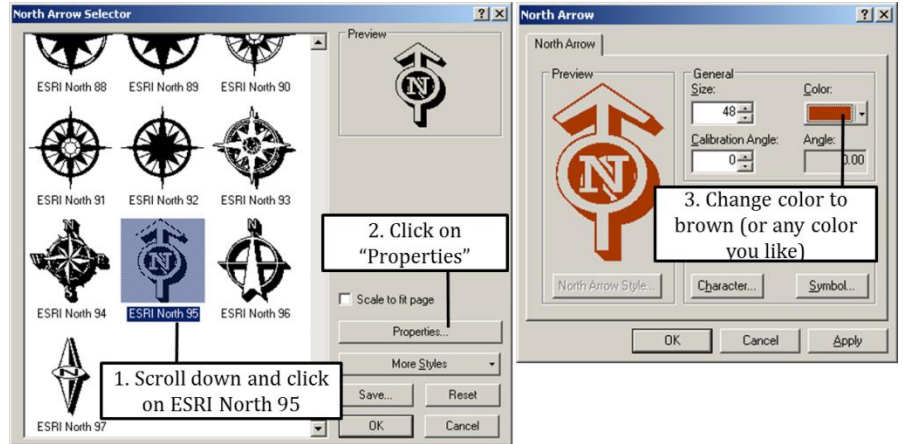 North Arrow Selector
Preview
ESRI North 88
ESRI North 89
ESRI North 90
N
ESRI North 91
ESRI North 92
ESRI North 93
2. Click on
“Properties”
N
W
E
S
N
N
ESRI North 94
ESRI North 95
ESRI North 96
Scale to fit page
Properties...
More Styles
N
1. Scroll down and click
on ESRI North 95
Save...
Reset
ESRI North 97
OK
Cancel
North Arrow
North Arrow
Preview
General
Size:
Color:
48
Calibration Angle:
Angle:
0
0.00
N
3. Change color to
brown (or any color
you like)
North Arrow Style...
Character...
Symbol...
OK
Cancel
Apply